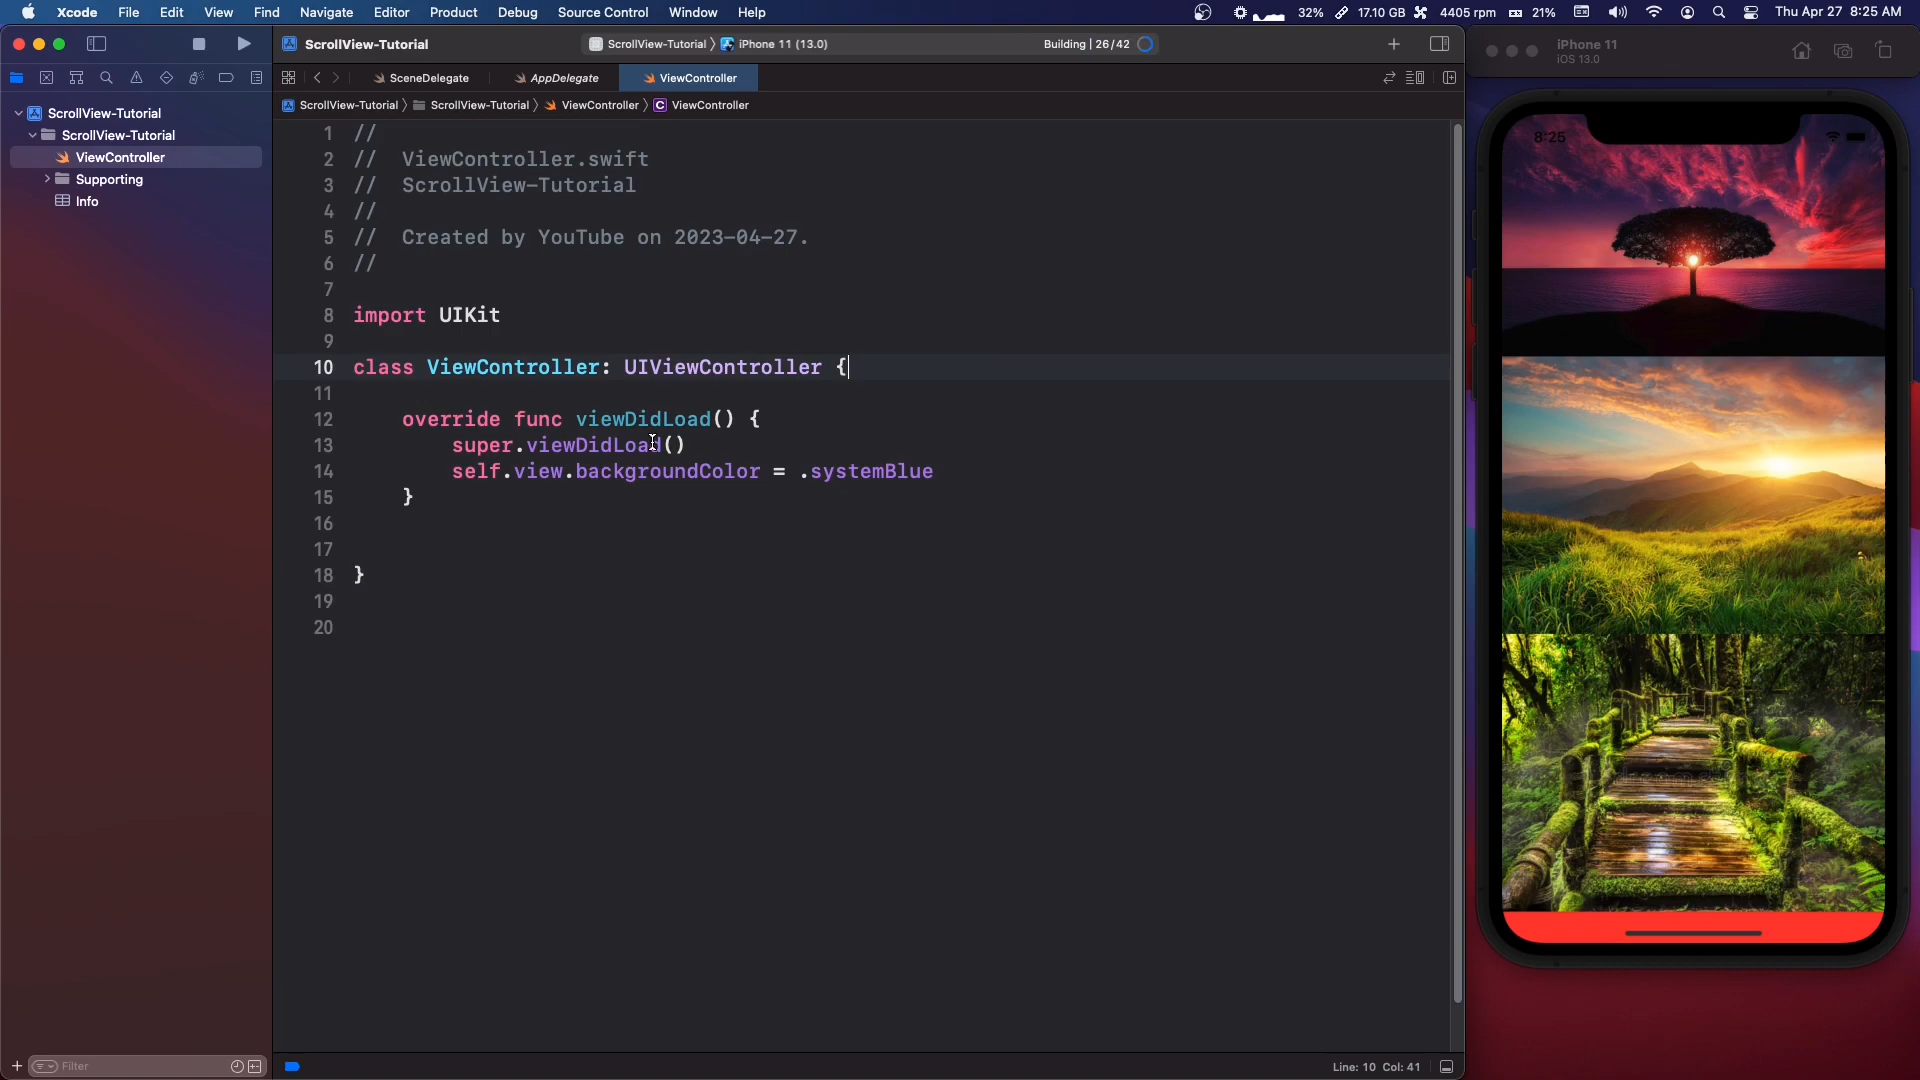 Xcode File Edit View Find Navigate Editor Product Debug Source Control Window Help 32% 17.10 GB 4405 rpm 21% Thu Apr 27 8:25 AM
ScrollView-Tutorial ScrollView-Tutorial iPhone 11 (13.0) Building | 26/42
SceneDelegate AppDelegate ViewController
ScrollView-Tutorial ScrollView-Tutorial ViewController C ViewController
ScrollView-Tutorial
ScrollView-Tutorial
ViewController
Supporting
Info
1 //
2 // ViewController.swift
3 // ScrollView-Tutorial
4 //
5 // Created by YouTube on 2023-04-27.
6 //
7
8 import UIKit
9
10 class ViewController: UIViewController {
11
12 override func viewDidLoad() {
13 super.viewDidLoad()
14 self.view.backgroundColor = .systemBlue
15 }
16
17
18 }
19
20
Filter
Line: 10 Col: 41
iPhone 11
iOS 13.0
8:25